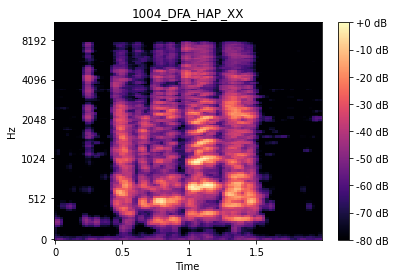 1004_DFA_HAP_XX
+0 dB
8192
-10 dB
4096
-20 dB
-30 dB
2048
Hz
-40 dB
1024
-50 dB
512
-60 dB
-70 dB
0
-80 dB
0
0.5
1
1.5
Time